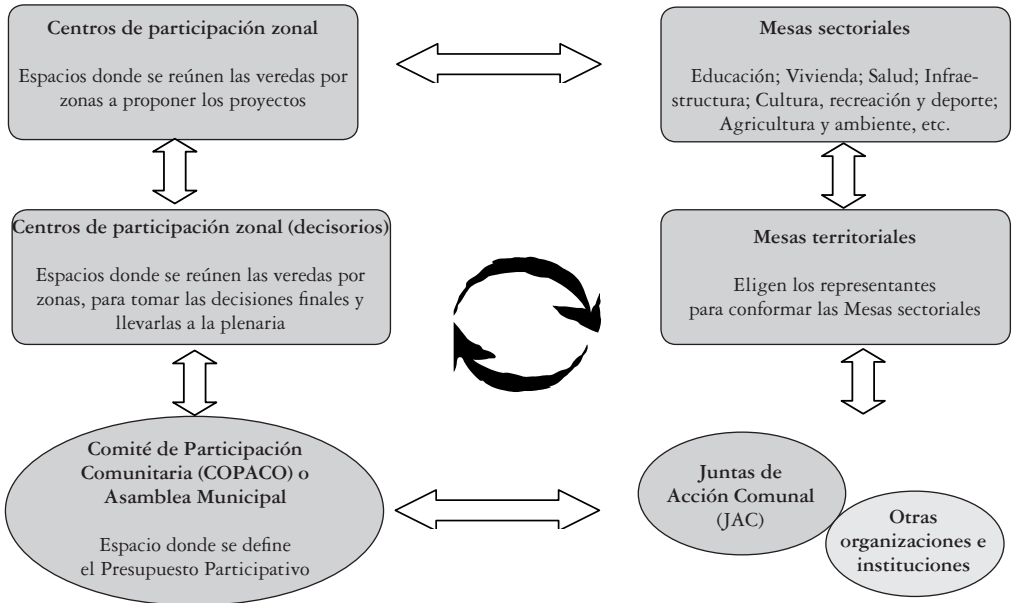 Centros de participación zonal
Espacios donde se reúnen las veredas por
zonas a proponer los proyectos
Mesas sectoriales
Educación; Vivienda; Salud; Infrae-
structura; Cultura, recreación y deporte;
Agricultura y ambiente, etc.
Centros de participación zonal (decisorios)
Espacios donde se reúnen las veredas por
zonas, para tomar las decisiones finales y
llevarlas a la plenaria
Mesas territoriales
Eligen los representantes
para conformar las Mesas sectoriales
Comité de Participación
Comunitaria (COPACO) o
Asamblea Municipal
Espacio donde se define
el Presupuesto Participativo
Juntas de
Acción Comunal
(JAC)
Otras
organizaciones e
instituciones